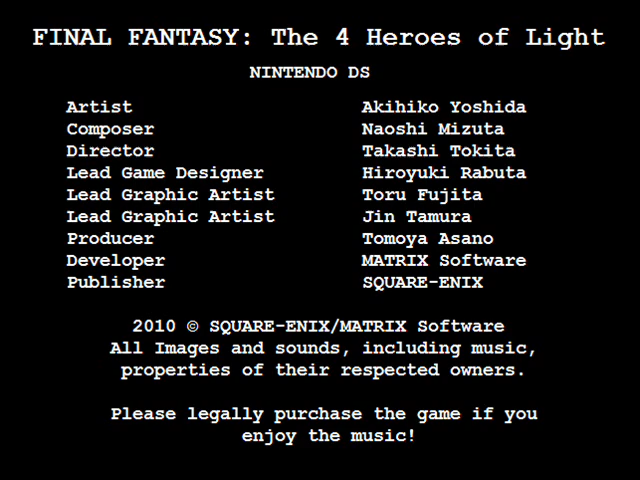 FINAL FANTASY: The 4 Heroes of Light
NINTENDO DS
Artist Akihiko Yoshida
Composer Naoshi Mizuta
Director Takashi Tokita
Lead Game Designer Hiroyuki Rabuta
Lead Graphic Artist Toru Fujita
Lead Graphic Artist Jin Tamura
Producer Tomoya Asano
Developer MATRIX Software
Publisher SQUARE-ENIX
2010 © SQUARE-ENIX/MATRIX Software
All Images and sounds, including music,
properties of their respected owners.
Please legally purchase the game if you
enjoy the music!